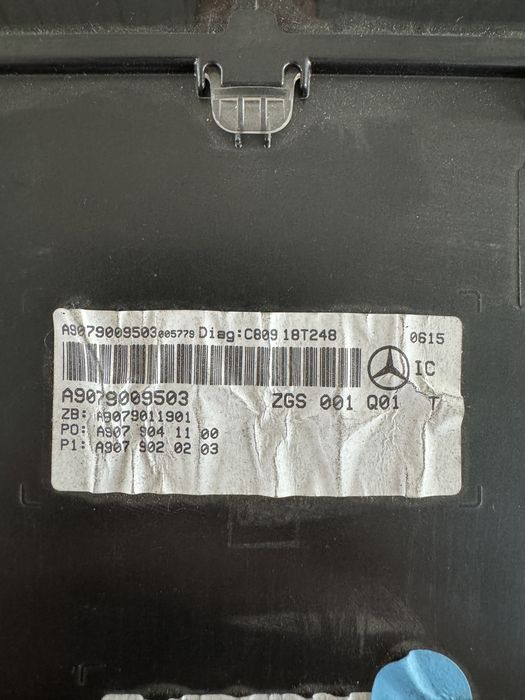 A9079009503005779 Diag:C809 18T248 0615
IC
A9079009503 ZGS 001 Q01 T
ZB: A9079011901
P0: A907 904 11 00
P1: A907 902 02 03